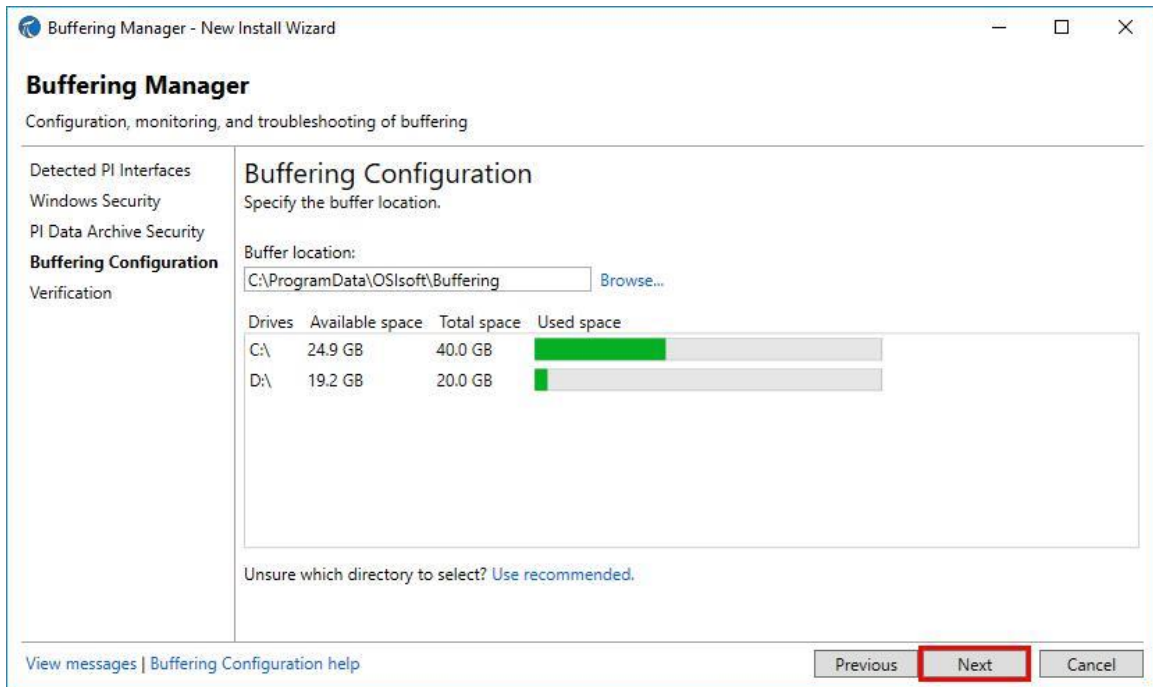 Buffering Manager - New Install Wizard
Buffering Manager
Configuration, monitoring, and troubleshooting of buffering
Detected PI Interfaces
Windows Security
PI Data Archive Security
Buffering Configuration
Verification
Buffering Configuration
Specify the buffer location.
Buffer location:
C:\ProgramData\OSIsoft\Buffering Browse...
Drives Available space Total space Used space
C:\ 24.9 GB 40.0 GB
D:\ 19.2 GB 20.0 GB
Unsure which directory to select? Use recommended.
View messages | Buffering Configuration help
Previous Next Cancel